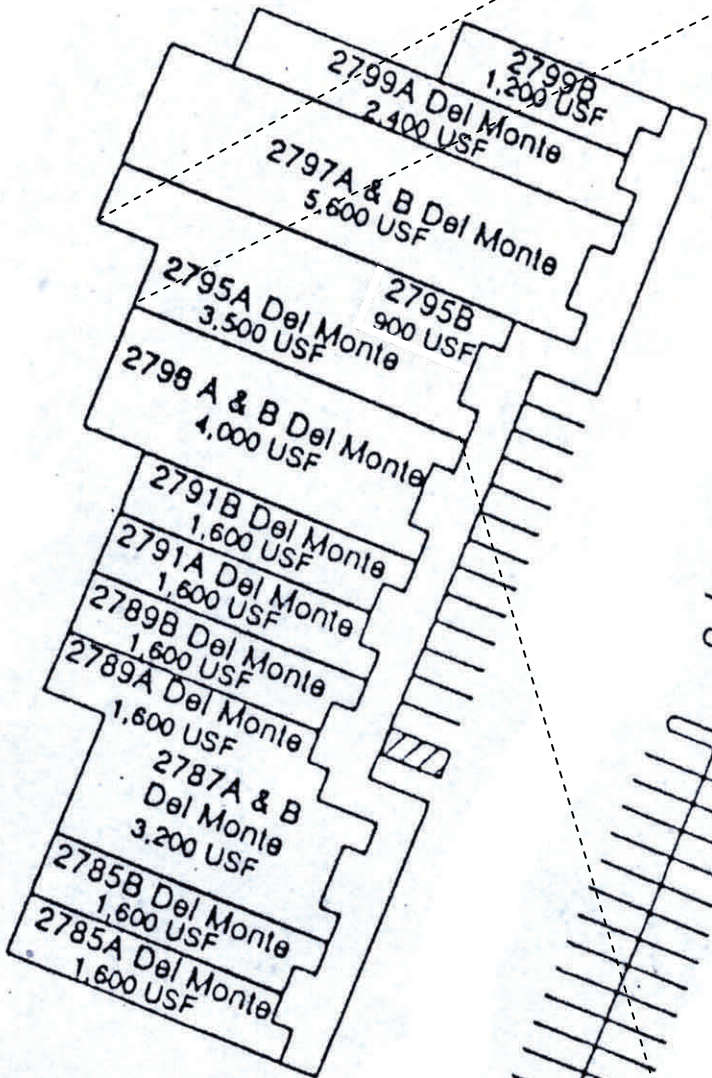 2799B
1,200 USF
2799A Del Monte
2,400 USF
2797A & B Del Monte
5,600 USF
2795B
900 USF
2795A Del Monte
3,500 USF
2798 A & B Del Monte
4,000 USF
2791B Del Monte
1,600 USF
2791A Del Monte
1,600 USF
2789B Del Monte
1,600 USF
2789A Del Monte
1,600 USF
2787A & B
Del Monte
3,200 USF
2785B Del Monte
1,600 USF
2785A Del Monte
1,600 USF